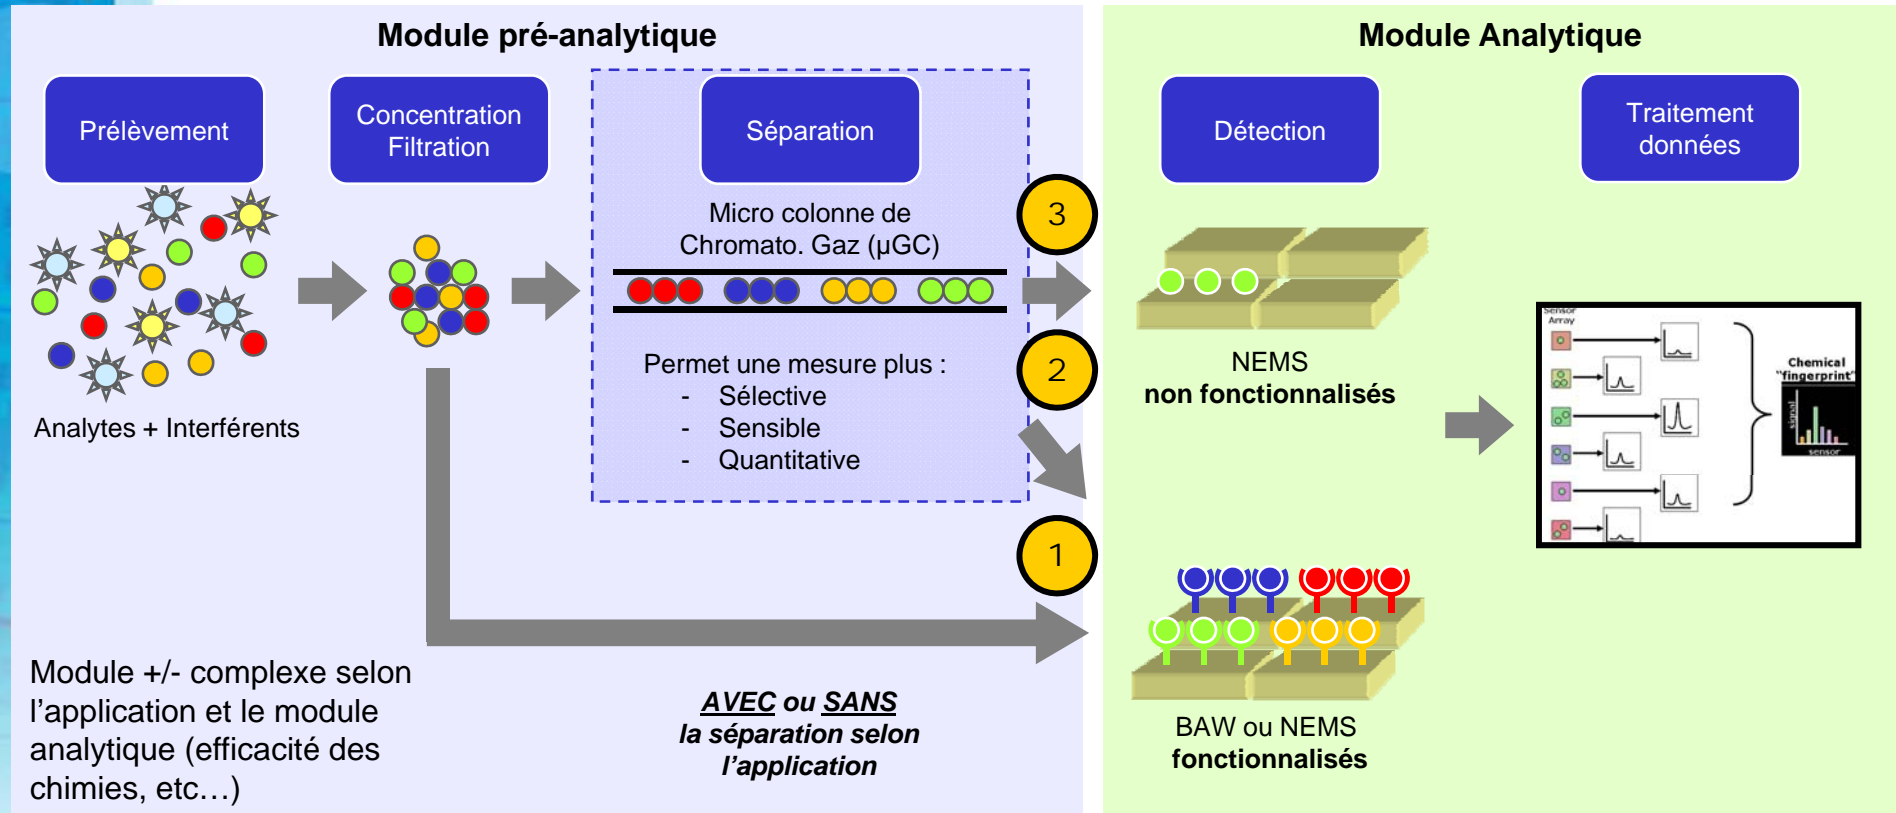 Module pré-analytique
Prélèvement
Concentration
Filtration
Séparation
Analytes + Interférents
Micro colonne de
Chromato. Gaz (µGC)
Permet une mesure plus :
- Sélective
- Sensible
- Quantitative
3
2
1
Module +/- complexe selon
l’application et le module
analytique (efficacité des
chimies, etc…)
AVEC ou SANS
la séparation selon
l’application
Module Analytique
Détection
Traitement
données
NEMS
non fonctionnalisés
BAW ou NEMS
fonctionnalisés
Sensor
Array
Chemical
"fingerprint"
signal
sensor